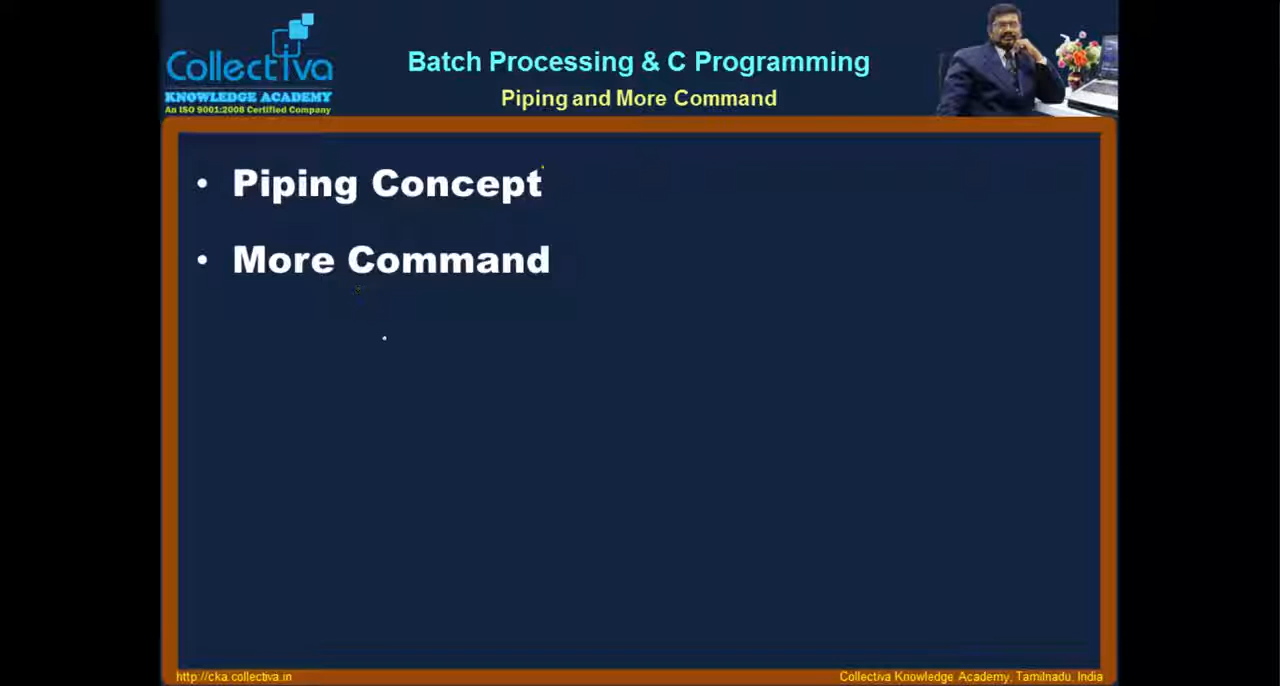 Collectiva
KNOWLEDGE ACADEMY
An ISO 9001:2008 Certified Company
Batch Processing & C Programming
Piping and More Command
• Piping Concept
• More Command
http://cka.collectiva.in
Collectiva Knowledge Academy, Tamilnadu, India